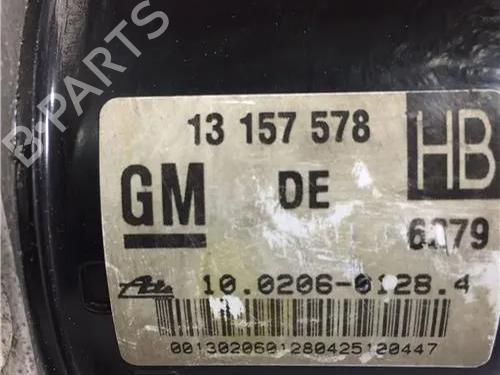 B-PARTS
13 157 578
HB
GM
DE
6279
Ate
10.0206-0128.4
0013020601280425120447